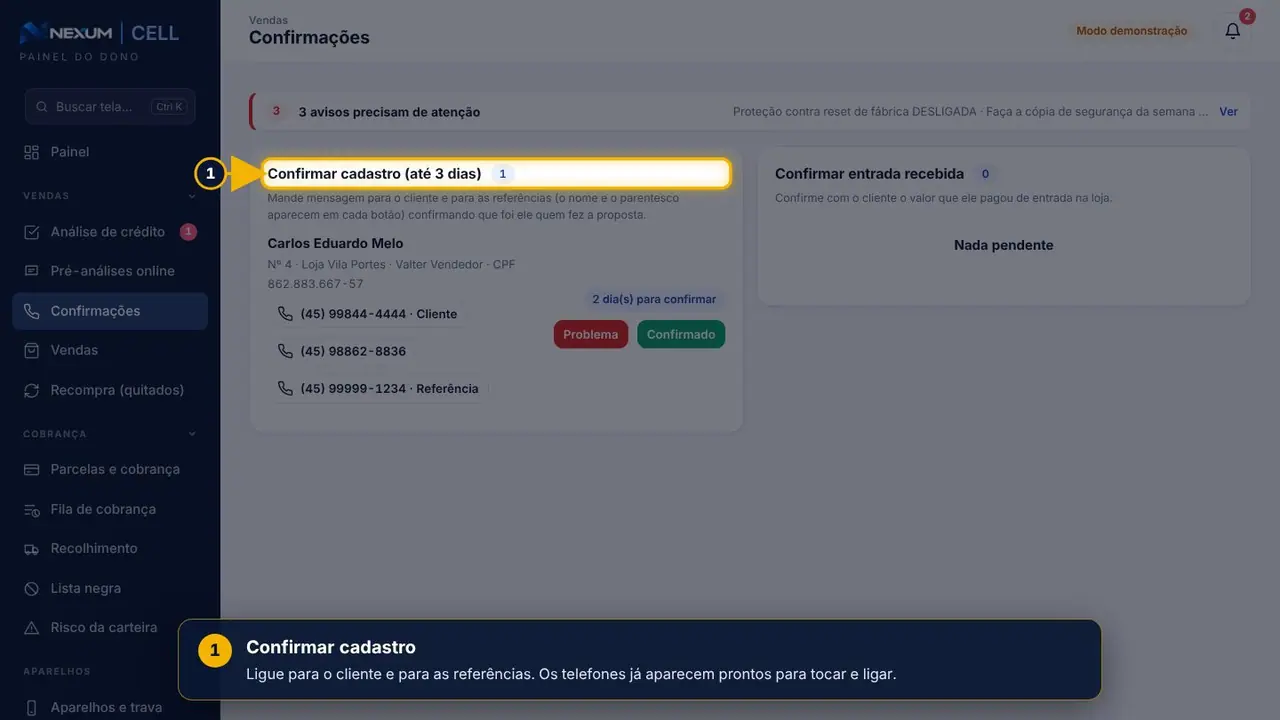 NEXUM | CELL
PAINEL DO DONO
Buscar tela... Ctrl K
Painel
VENDAS
Análise de crédito 1
Pré-análises online
Confirmações
Vendas
Recompra (quitados)
COBRANÇA
Parcelas e cobrança
Fila de cobrança
Recolhimento
Lista negra
Risco da carteira
APARELHOS
Aparelhos e trava
Vendas
Confirmações
Modo demonstração
2
3 3 avisos precisam de atenção
Proteção contra reset de fábrica DESLIGADA · Faça a cópia de segurança da semana ... Ver
1
Confirmar cadastro (até 3 dias) 1
Mande mensagem para o cliente e para as referências (o nome e o parentesco
aparecem em cada botão) confirmando que foi ele quem fez a proposta.
Carlos Eduardo Melo
Nº 4 · Loja Vila Portes · Valter Vendedor · CPF
862.883.667-57
(45) 99844-4444 · Cliente
(45) 98862-8836
(45) 99999-1234 · Referência
2 dia(s) para confirmar
Problema Confirmado
Confirmar entrada recebida 0
Confirme com o cliente o valor que ele pagou de entrada na loja.
Nada pendente
1 Confirmar cadastro
Ligue para o cliente e para as referências. Os telefones já aparecem prontos para tocar e ligar.